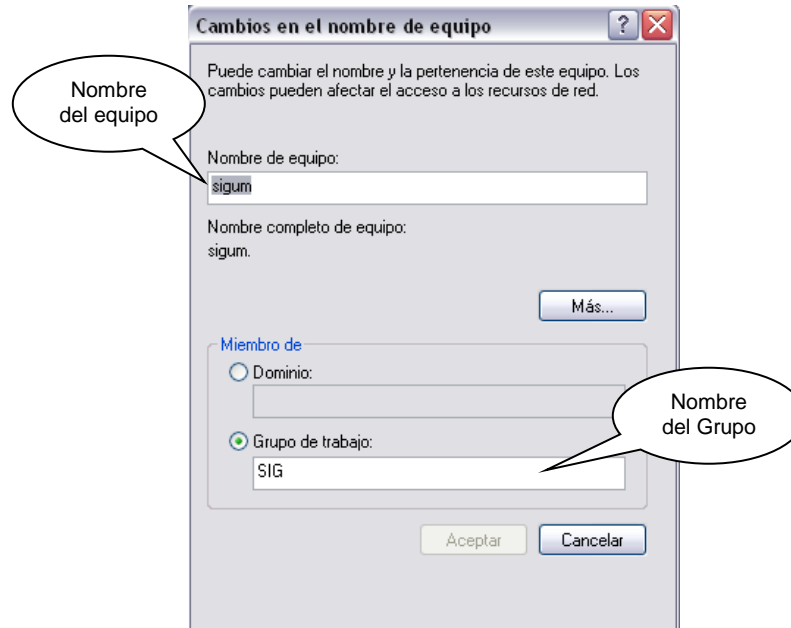 Cambios en el nombre de equipo
Puede cambiar el nombre y la pertenencia de este equipo. Los
cambios pueden afectar el acceso a los recursos de red.
Nombre
del equipo
Nombre de equipo:
sigum
Nombre completo de equipo:
sigum.
Más...
Miembro de
Dominio:
Nombre
del Grupo
Grupo de trabajo:
SIG
Aceptar
Cancelar